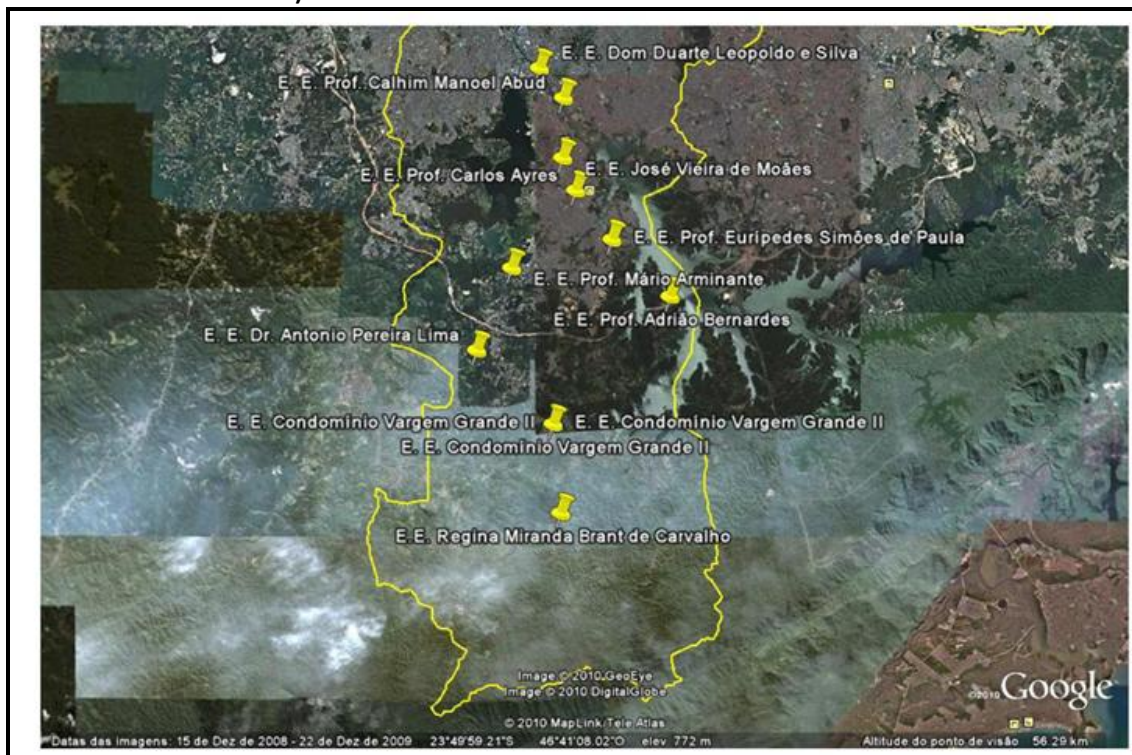 E. E. Dom Duarte Leopoldo e Silva
E. E. Prof. Calhim Manoel Abud
E. E. José Vieira de Moães
E. E. Prof. Carlos Ayres
E. E. Prof. Eurípedes Simões de Paula
E. E. Prof. Mário Arminante
E. E. Prof. Adrião Bernardes
E. E. Dr. Antonio Pereira Lima
E. E. Condomínio Vargem Grande II
E. E. Condomínio Vargem Grande II
E. E. Condomínio Vargem Grande II
E.E. Regina Miranda Brant de Carvalho
Image © 2010 GeoEye
Image © 2010 DigitalGlobe
© 2010 MapLink/Tele Atlas
©2010 Google
Datas das imagens: 15 de Dez de 2008 - 22 de Dez de 2009 23°49'59.21"S 46°41'08.02"O elev 772 m Altitude do ponto de visão 56.29 km